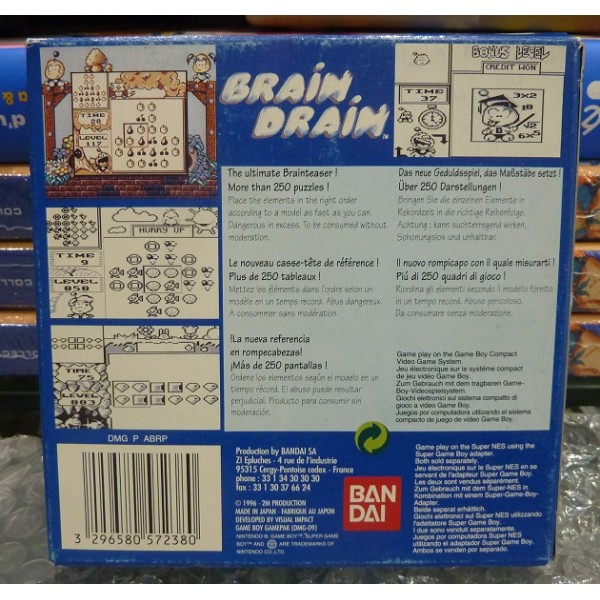 BRAIN
DRAIN™
TIME
28
LEVEL
117
TIME
37
BONUS LEVEL
CREDIT WON
3x2
6x5
HURRY UP
TIME
9
LEVEL
058
TIME
25
LEVEL
003
The ultimate Brainteaser !
More than 250 puzzles !
Place the elements in the right order
according to a model as fast as you can.
Dangerous in excess. To be consumed without
moderation.
Das neue Geduldsspiel, das Maßstäbe setzt !
Über 250 Darstellungen !
Bringen Sie die einzelnen Elemente in
Rekordzeit in die richtige Reihenfolge.
Achtung : kann suchterregend wirken.
Schonungslos und unhaltbar.
Le nouveau casse-tête de référence !
Plus de 250 tableaux !
Mettez les éléments dans l'ordre selon un
modèle en un temps record. Abus dangereux.
A consommer sans modération.
Il nuovo rompicapo con il quale misurarti !
Piú di 250 quadri di gioco !
Riordina gli elementi secondo il modello fornito
in un tempo record. Abuso pericoloso.
Da consumare senza moderazione.
¡La nueva referencia
en rompecabezas!
¡Más de 250 pantallas !
Ordene los elementos según el modelo en un
tiempo record. El abuso puede resultar
perjudicial. Producto para consumir sin
moderación.
Game play on the Game Boy Compact
Video Game System.
Jeu électronique sur le système compact
de jeu vidéo Game Boy.
Zum Gebrauch mit dem tragbaren Game-
Boy-Videospielsystem.
Giochi elettronici sul sistema compatto di
gioco a video Game Boy.
Juegos por computadora utilizando el sistema
compacto de juego de video Game Boy.
DMG P ABRP
3 296580 572380
Production by BANDAI SA
ZI Epluches - 4 rue de l'industrie
95315 Cergy-Pontoise cedex - France
phone : 33 1 34 30 30 30
fax : 33 1 30 37 66 24
© 1996 - 2M PRODUCTION
MADE IN JAPAN - FABRIQUE AU JAPON
DEVELOPED BY VISUAL IMPACT
GAME BOY GAMEPAK (DMG-09)
NINTENDO ®, GAME BOY™, SUPER GAME
BOY™ AND ® ARE TRADEMARKS OF
NINTENDO CO., LTD
BAN
DAI
Game play on the Super NES using the
Super Game Boy adapter.
Both sold separately.
Jeu électronique sur le Super NES en se
servant de l'adapteur Super Game Boy.
Les deux sont vendus séparément.
Zum Gebrauch mit dem Super-NES in
Kombination mit einem Super-Game-Boy-
Adapter.
Beide separat erhältlich.
Giochi elettronici sul Super NES utilizzando
l'adattatore Super Game Boy.
I due sono venduti separatamente.
Juegos por computadora utilizando el Super NES
con el adaptador del Super Game Boy.
Ambos se venden por separado.